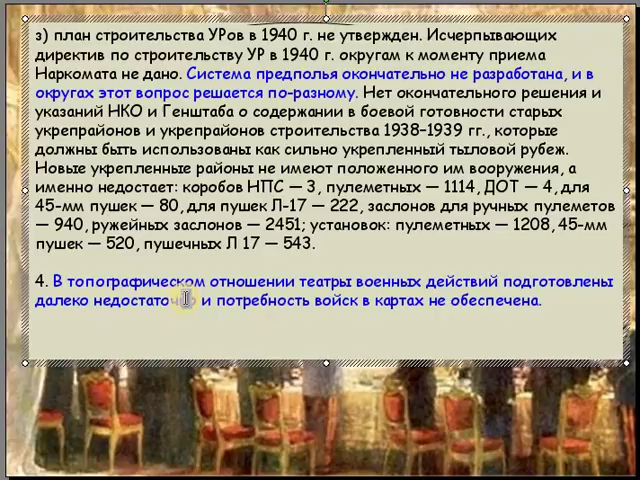 з) план строительства УРов в 1940 г. не утвержден. Исчерпывающих
директив по строительству УР в 1940 г. округам к моменту приема
Наркомата не дано. Система предполья окончательно не разработана, и в
округах этот вопрос решается по-разному. Нет окончательного решения и
указаний НКО и Генштаба о содержании в боевой готовности старых
укрепрайонов и укрепрайонов строительства 1938–1939 гг., которые
должны быть использованы как сильно укрепленный тыловой рубеж.
Новые укрепленные районы не имеют положенного им вооружения, а
именно недостает: коробов НПС — 3, пулеметных — 1114, ДОТ — 4, для
45-мм пушек — 80, для пушек Л-17 — 222, заслонов для ручных пулеметов
— 940, ружейных заслонов — 2451; установок: пулеметных — 1208, 45-мм
пушек — 520, пушечных Л 17 — 543.
4. В топографическом отношении театры военных действий подготовлены
далеко недостаточно и потребность войск в картах не обеспечена.